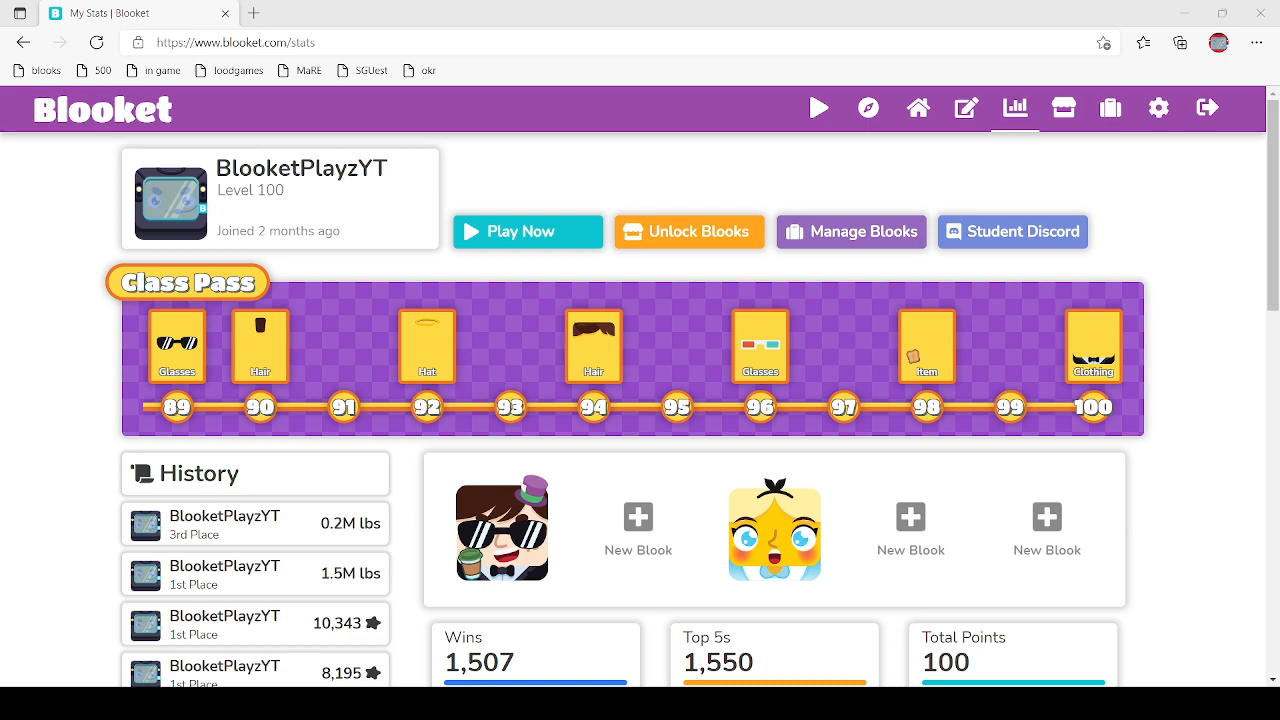 My Stats | Blooket
https://www.blooket.com/stats
blooks 500 in game loodgames MaRE SGUest okr
Blooket
BlooketPlayzYT
Level 100
Joined 2 months ago
Play Now Unlock Blooks Manage Blooks Student Discord
Class Pass
Glasses Hair Hat Hair Glasses Item Clothing
89 90 91 92 93 94 95 96 97 98 99 100
History
BlooketPlayzYT 0.2M lbs
3rd Place
BlooketPlayzYT 1.5M lbs
1st Place
BlooketPlayzYT 10,343
1st Place
BlooketPlayzYT 8,195
1st Place
New Blook New Blook New Blook
Wins Top 5s Total Points
1,507 1,550 100